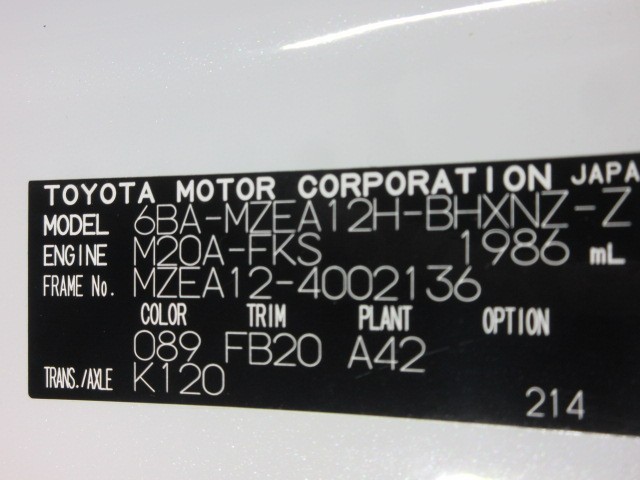 TOYOTA MOTOR CORPORATION JAPA
MODEL 6BA-MZEA12H-BHXNZ-Z
ENGINE M20A-FKS 1986 mL
FRAME No. MZEA12-4002136
COLOR TRIM PLANT OPTION
089 FB20 A42
TRANS./AXLE K120
214